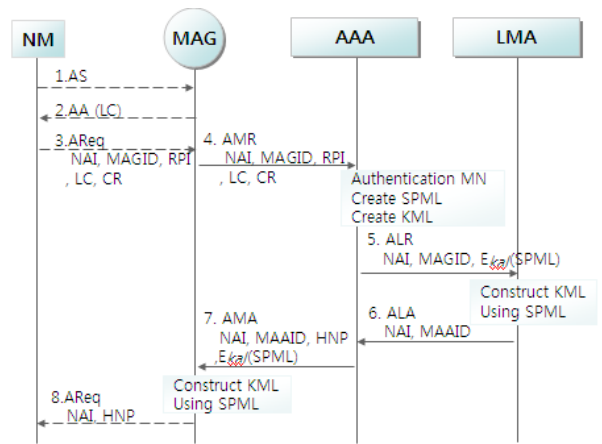 NM
MAG
AAA
LMA
1.AS
2.AA (LC)
3.AReq
NAI, MAGID, RPI
, LC, CR
4. AMR
NAI, MAGID, RPI
, LC, CR
Authentication MN
Create SPML
Create KML
5. ALR
NAI, MAGID, Eka/(SPML)
Construct KML
Using SPML
6. ALA
NAI, MAAID
7. AMA
NAI, MAAID, HNP
,Eka/(SPML)
Construct KML
Using SPML
8.AReq
NAI, HNP